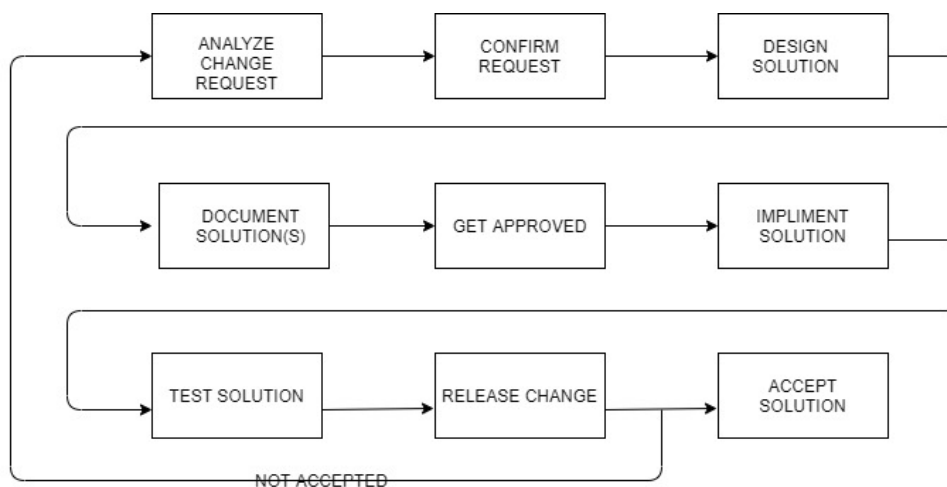 ANALYZE
CHANGE
REQUEST
CONFIRM
REQUEST
DESIGN
SOLUTION
DOCUMENT
SOLUTION(S)
GET APPROVED
IMPLIMENT
SOLUTION
TEST SOLUTION
RELEASE CHANGE
ACCEPT
SOLUTION
NOT ACCEPTED